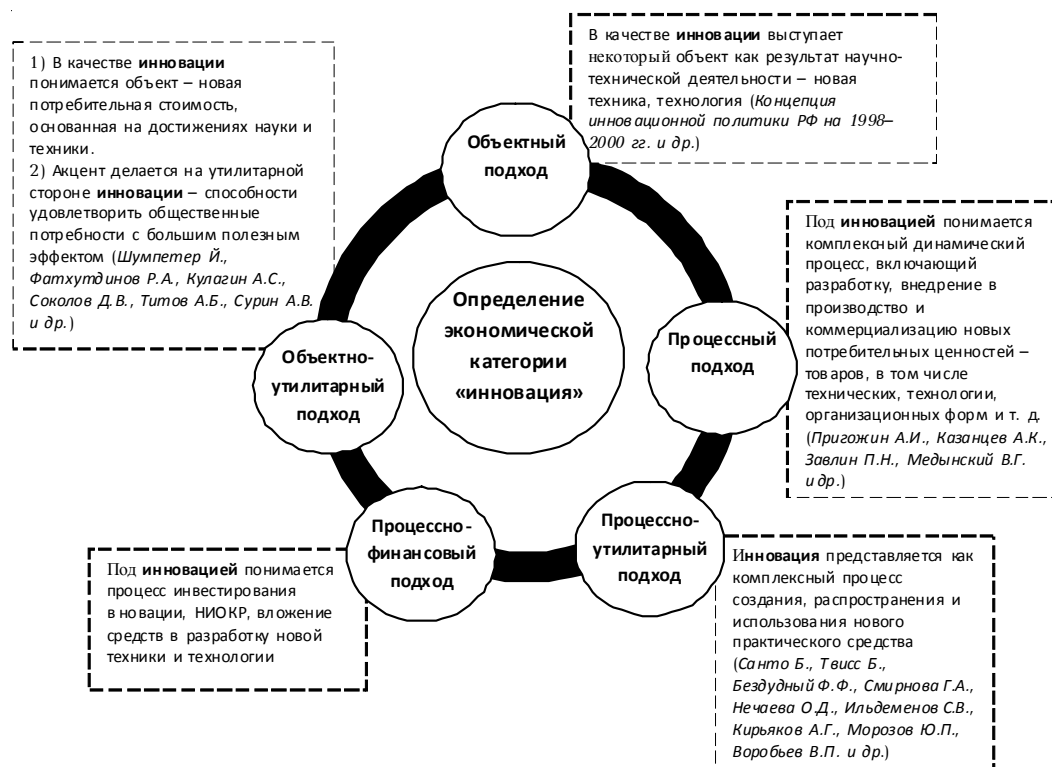 1) В качестве инновации
понимается объект – новая
потребительная стоимость,
основанная на достижениях науки и
техники.
2) Акцент делается на утилитарной
стороне инновации – способности
удовлетворить общественные
потребности с большим полезным
эффектом (Шумпетер Й.,
Фатхутдинов Р.А., Кулагин А.С.,
Соколов Д.В., Титов А.Б., Сурин А.В.
и др.)
В качестве инновации выступает
некоторый объект как результат научно-
технической деятельности – новая
техника, технология (Концепция
инновационной политики РФ на 1998–
2000 гг. и др.)
Объектный
подход
Под инновацией понимается
комплексный динамический
процесс, включающий
разработку, внедрение в
производство и
коммерциализацию новых
потребительных ценностей –
товаров, в том числе
технических, технологии,
организационных форм и т. д.
(Пригожин А.И., Казанцев А.К.,
Завлин П.Н., Медынский В.Г.
и др.)
Определение
экономической
категории
«инновация»
Процессный
подход
Объектно-
утилитарный
подход
Процессно-
финансовый
подход
Процессно-
утилитарный
подход
Под инновацией понимается
процесс инвестирования
в новации, НИОКР, вложение
средств в разработку новой
техники и технологии
Инновация представляется как
комплексный процесс
создания, распространения и
использования нового
практического средства
(Санто Б., Твисс Б.,
Бездудный Ф.Ф., Смирнова Г.А.,
Нечаева О.Д., Ильдеменов С.В.,
Кирьяков А.Г., Морозов Ю.П.,
Воробьев В.П. и др.)